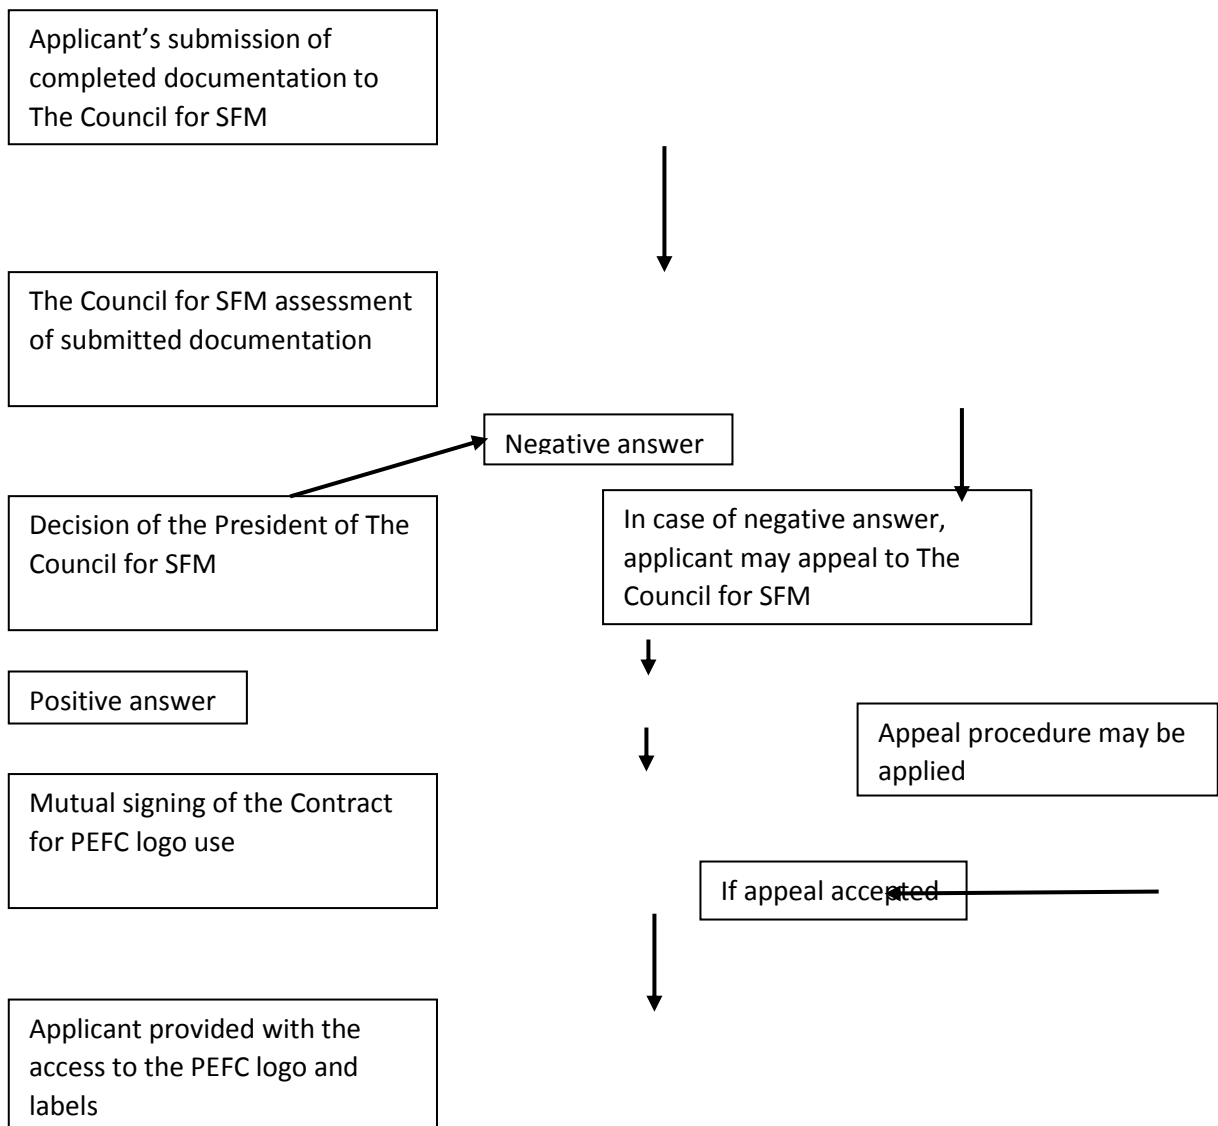 Applicant’s submission of
completed documentation to
The Council for SFM
The Council for SFM assessment
of submitted documentation
Negative answer
Decision of the President of The
Council for SFM
In case of negative answer,
applicant may appeal to The
Council for SFM
Positive answer
Appeal procedure may be
applied
Mutual signing of the Contract
for PEFC logo use
If appeal accepted
Applicant provided with the
access to the PEFC logo and
labels